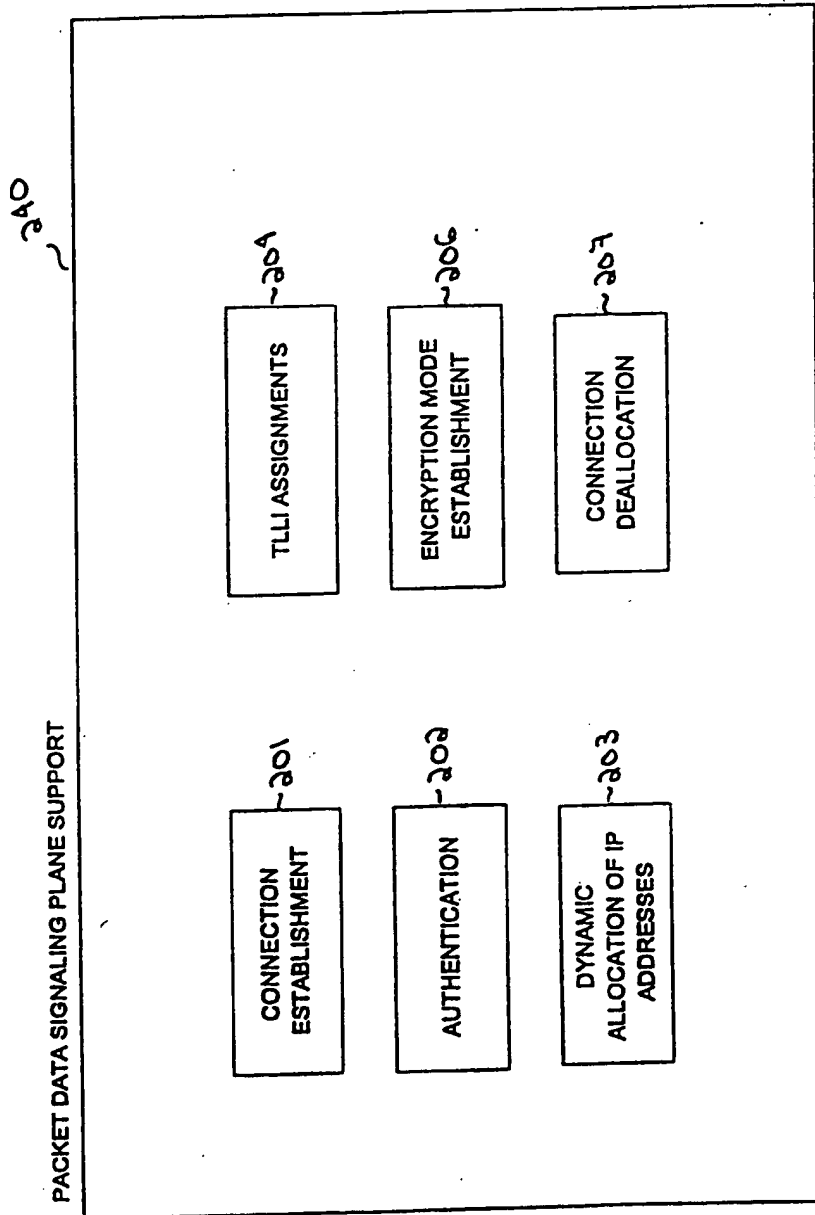 PACKET DATA SIGNALING PLANE SUPPORT
240
CONNECTION
ESTABLISHMENT
~201
AUTHENTICATION
~202
DYNAMIC
ALLOCATION OF IP
ADDRESSES
~203
TLLI ASSIGNMENTS
~204
ENCRYPTION MODE
ESTABLISHMENT
~206
CONNECTION
DEALLOCATION
~207